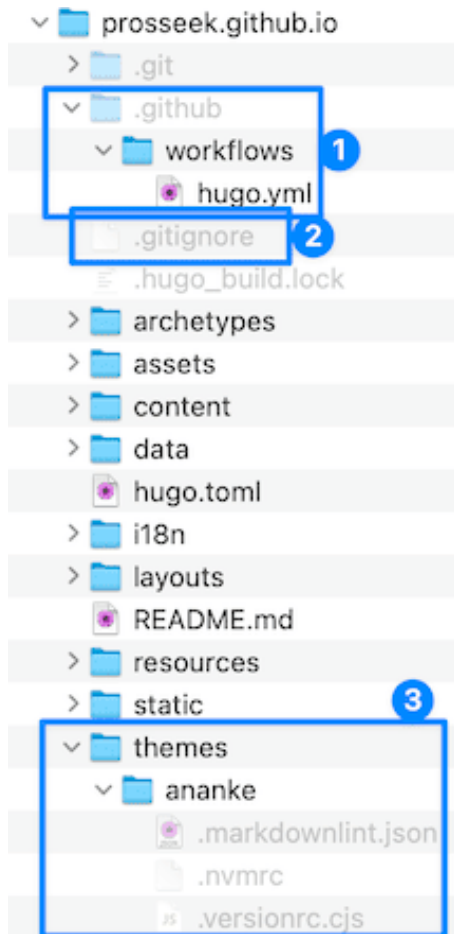 prosseek.github.io
.git
.github
workflows 1
hugo.yml
.gitignore 2
.hugo_build.lock
archetypes
assets
content
data
hugo.toml
i18n
layouts
README.md
resources
static 3
themes
ananke
.markdownlint.json
.nvmrc
JS .versionrc.cjs